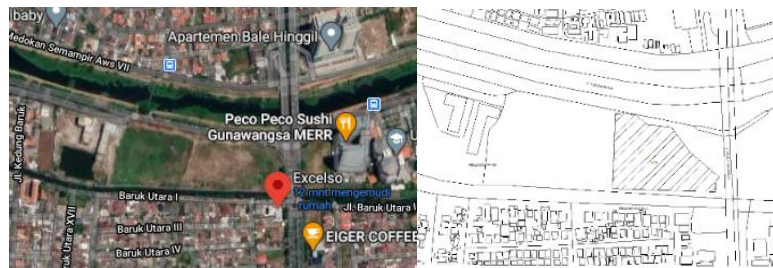 lbaby
Medokan Semampir Aws VII
Apartemen Bale Hinggil
Peco Peco Sushi
Gunawangsa MERR
U
Jl. Kedung Baruk
Excelso
12 mnt mengemudi
rumah
Baruk Utara I
Jl. Baruk Utara I
Baruk Utara XVII
Baruk Utara III
Baruk Utara IV
EIGER COFFEE